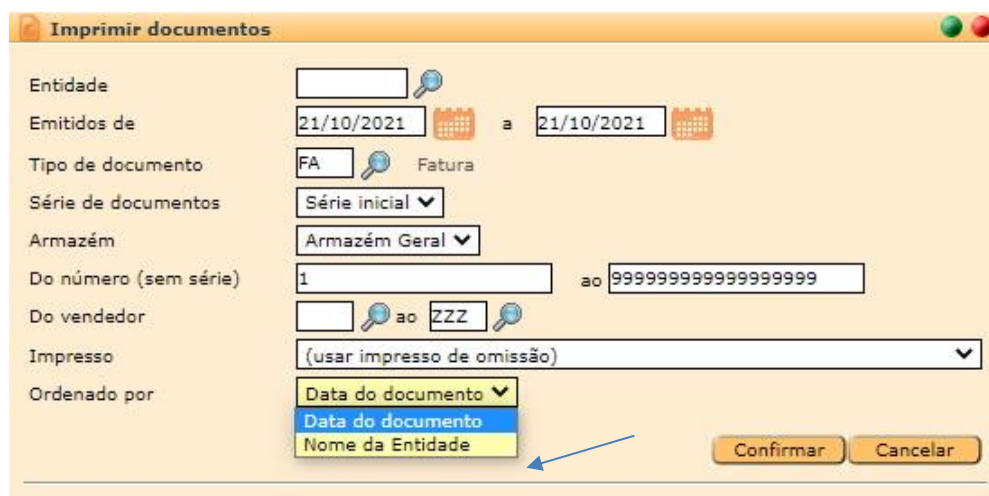 Imprimir documentos
Entidade
Emitidos de 21/10/2021 a 21/10/2021
Tipo de documento FA Fatura
Série de documentos Série inicial
Armazém Armazém Geral
Do número (sem série) 1 ao 999999999999999999
Do vendedor ao ZZZ
Impresso (usar impresso de omissão)
Ordenado por Data do documento
Data do documento
Nome da Entidade
Confirmar Cancelar